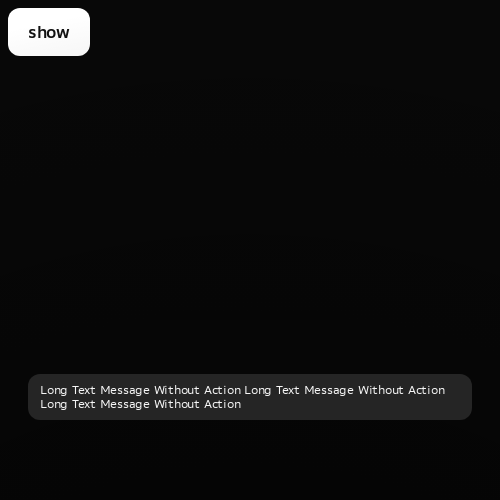 show
Long Text Message Without Action Long Text Message Without Action
Long Text Message Without Action